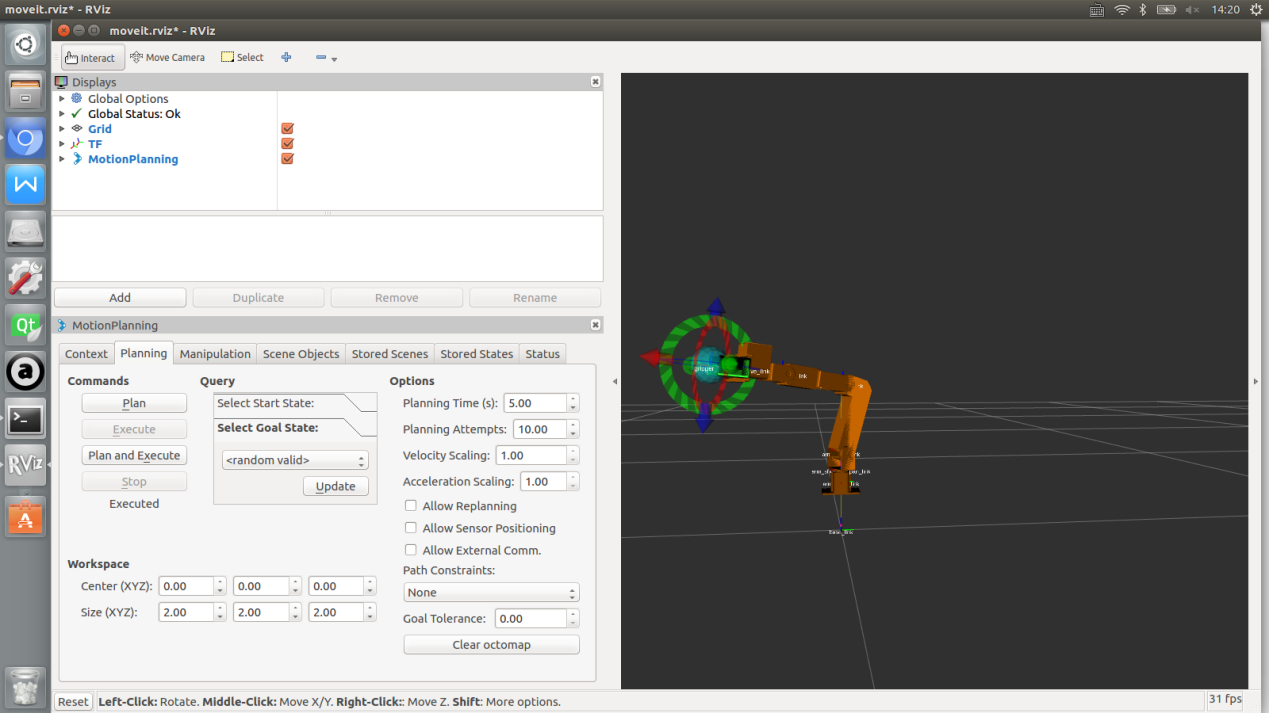 moveit.rviz* - RViz
14:20
moveit.rviz* - RViz
Interact Move Camera Select
Displays
Global Options
Global Status: Ok
Grid
TF
MotionPlanning
Add Duplicate Remove Rename
MotionPlanning
Context Planning Manipulation Scene Objects Stored Scenes Stored States Status
Commands
Plan
Execute
Plan and Execute
Stop
Executed
Query
Select Start State:
Select Goal State:
<random valid>
Update
Options
Planning Time (s): 5.00
Planning Attempts: 10.00
Velocity Scaling: 1.00
Acceleration Scaling: 1.00
Allow Replanning
Allow Sensor Positioning
Allow External Comm.
Path Constraints:
None
Goal Tolerance: 0.00
Clear octomap
Workspace
Center (XYZ): 0.00 0.00 0.00
Size (XYZ): 2.00 2.00 2.00
Reset Left-Click: Rotate. Middle-Click: Move X/Y. Right-Click:: Move Z. Shift: More options.
31 fps
Qt
a
RViz
A
gripper
link
base_link